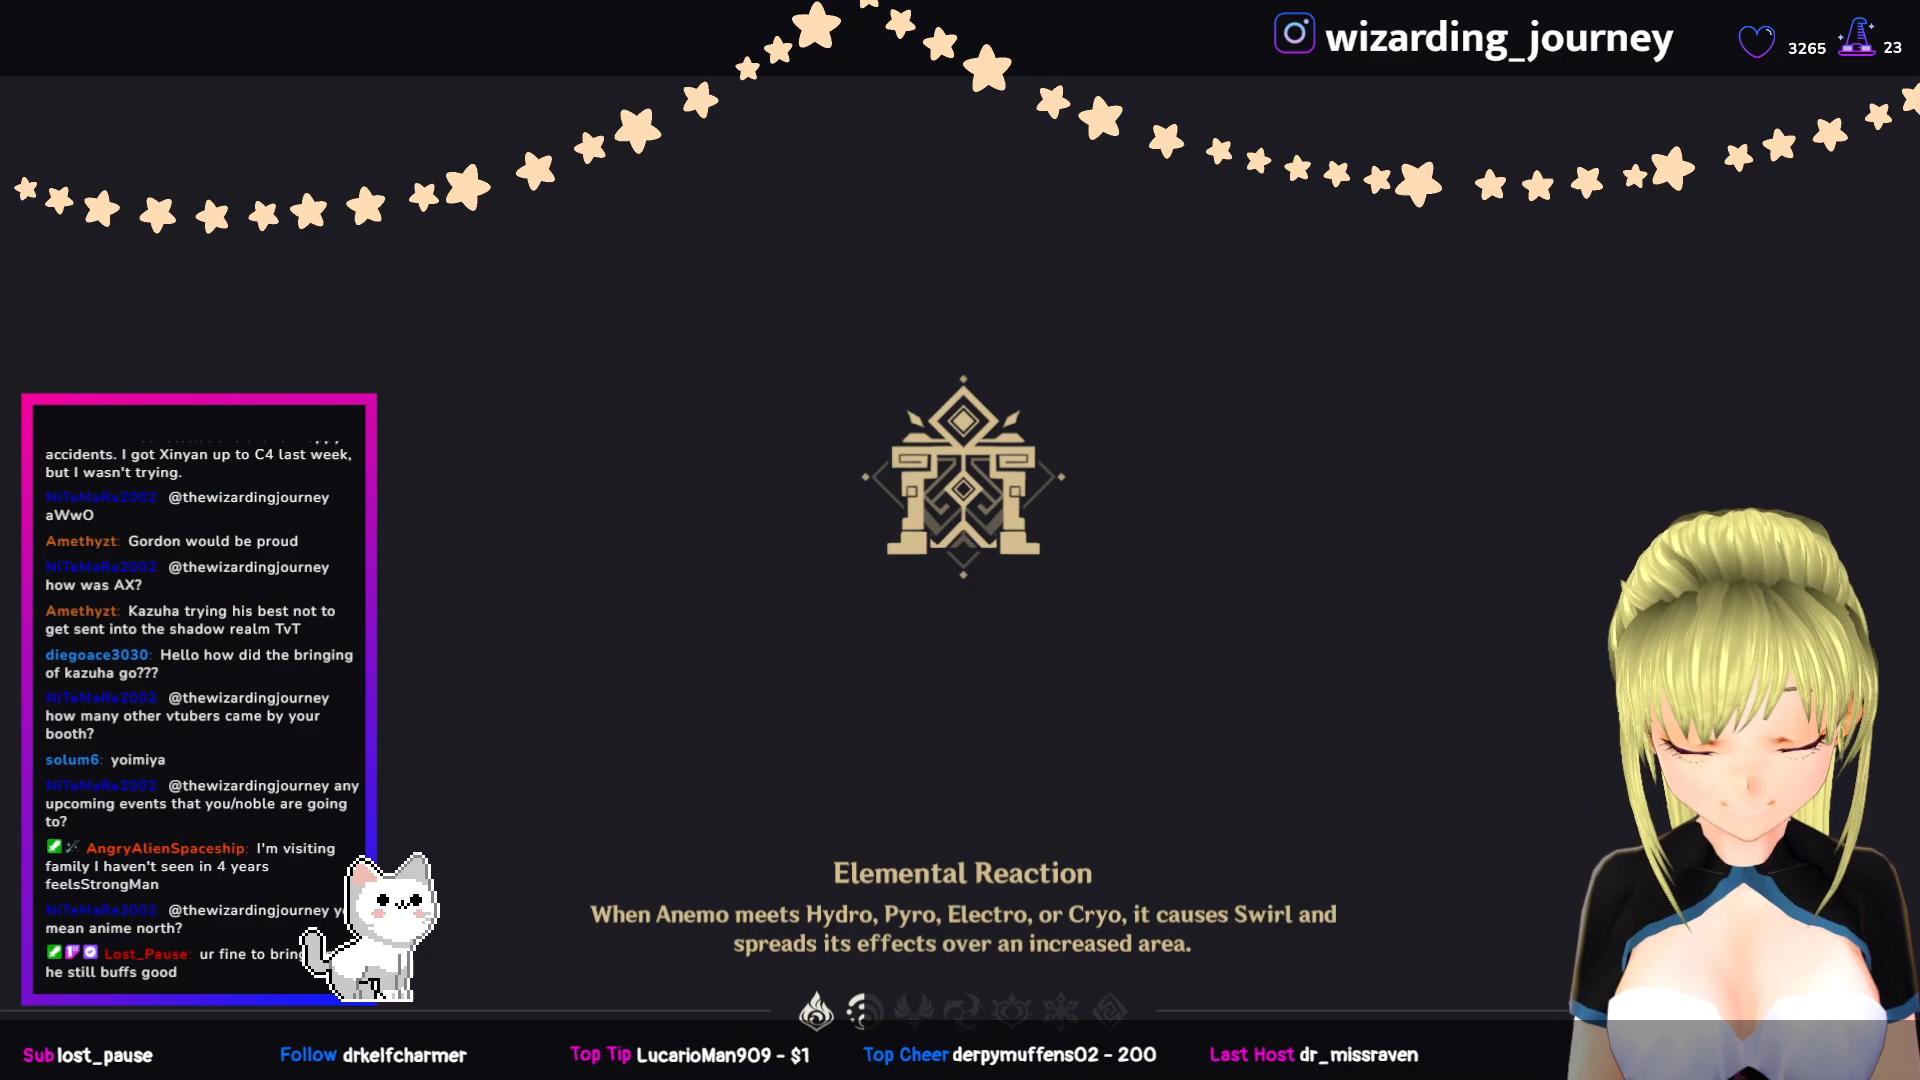 wizarding_journey
3265
23
accidents. I got Xinyan up to C4 last week,
but I wasn't trying.
NiTeMaRe2002: @thewizardingjourney
aWwO
Amethyzt: Gordon would be proud
NiTeMaRe2002: @thewizardingjourney
how was AX?
Amethyzt: Kazuha trying his best not to
get sent into the shadow realm TvT
diegoace3030: Hello how did the bringing
of kazuha go???
NiTeMaRe2002: @thewizardingjourney
how many other vtubers came by your
booth?
solum6: yoimiya
NiTeMaRe2002: @thewizardingjourney any
upcoming events that you/noble are going
to?
AngryAlienSpaceship: I'm visiting
family I haven't seen in 4 years
feelsStrongMan
NiTeMaRe2002: @thewizardingjourney
mean anime north?
Lost_Pause: ur fine to bring
he still buffs good
Elemental Reaction
When Anemo meets Hydro, Pyro, Electro, or Cryo, it causes Swirl and
spreads its effects over an increased area.
Sub lost_pause
Follow drkelfcharmer
Top Tip LucarioMan909 - $1
Top Cheer derpymuffens02 - 200
Last Host dr_missraven